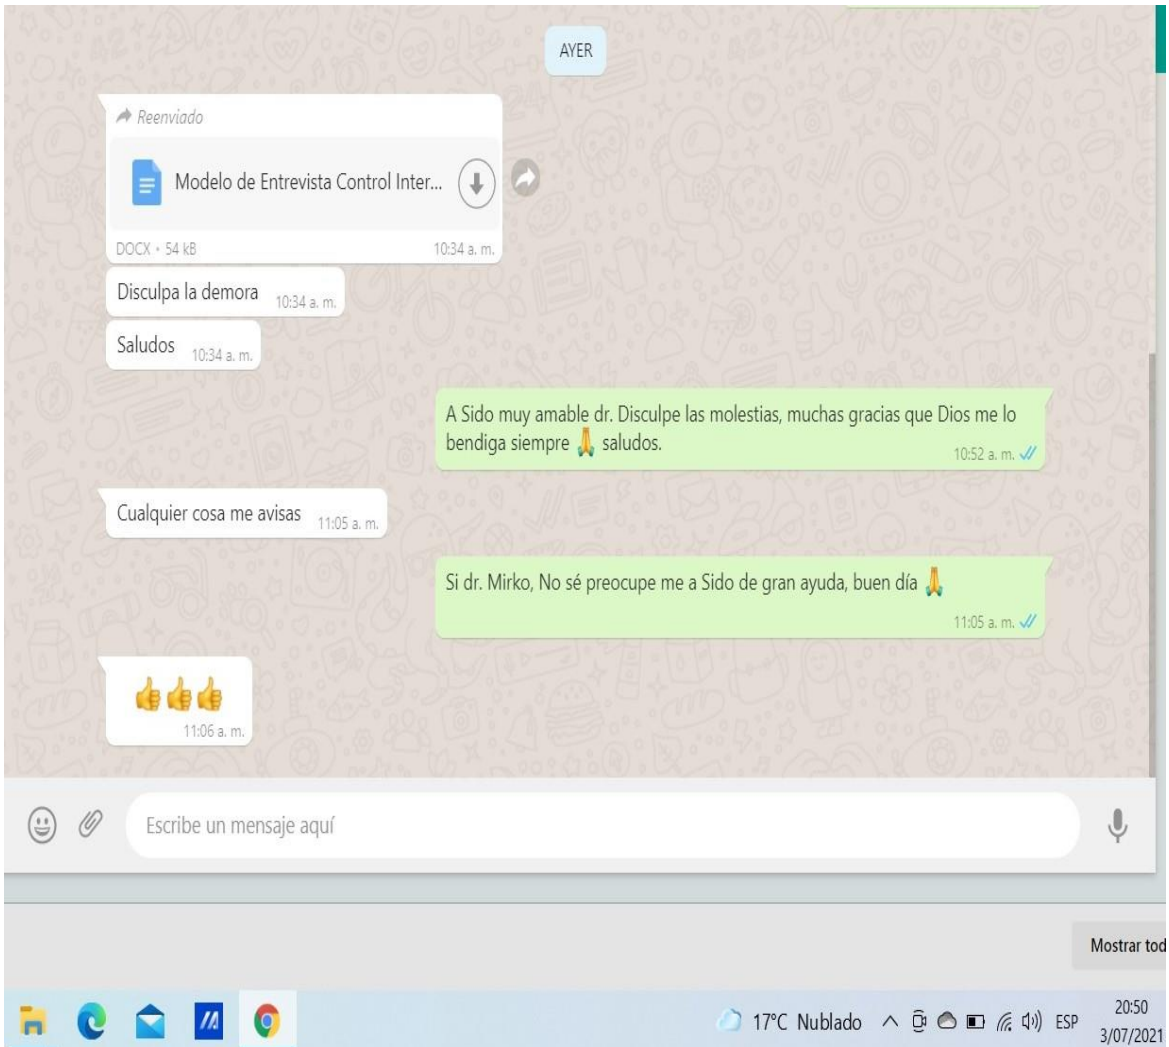 AYER
Reenviado
Modelo de Entrevista Control Inter...
DOCX • 54 kB 10:34 a. m.
Disculpa la demora 10:34 a. m.
Saludos 10:34 a. m.
A Sido muy amable dr. Disculpe las molestias, muchas gracias que Dios me lo
bendiga siempre 🙏 saludos.
10:52 a. m.
Cualquier cosa me avisas 11:05 a. m.
Si dr. Mirko, No sé preocupe me a Sido de gran ayuda, buen día 🙏
11:05 a. m.
👍👍👍
11:06 a. m.
Escribe un mensaje aquí
Mostrar tod
17°C Nublado ESP 20:50
3/07/2021